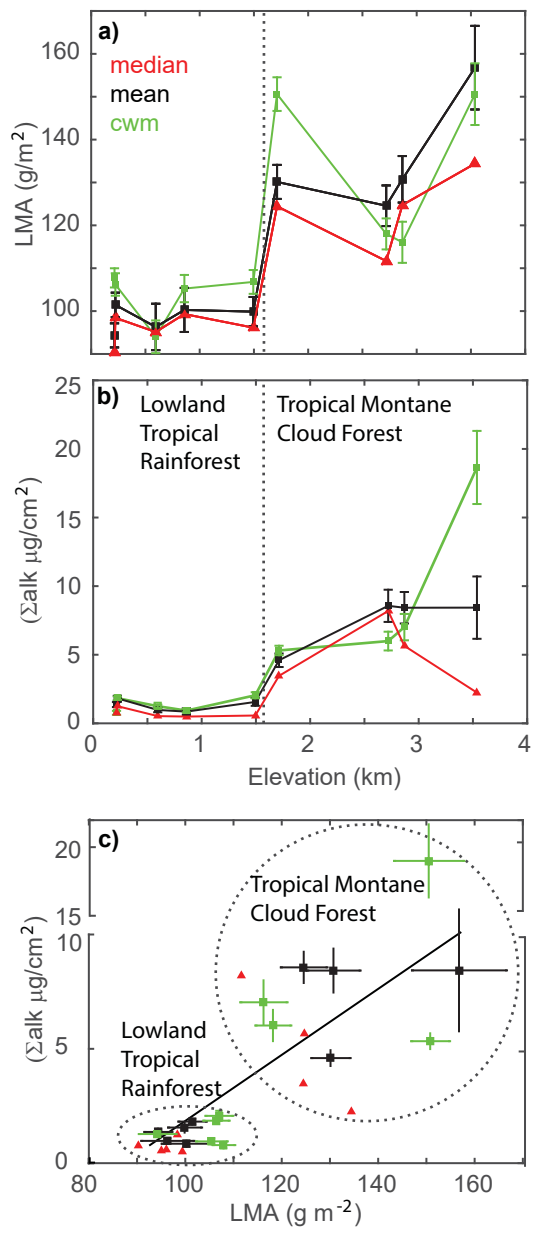 a)
160
median
mean
cwm
140
120
100
LMA (g/m²)
25
b)
Lowland
Tropical
Rainforest
Tropical Montane
Cloud Forest
20
15
10
5
0
(Σalk μg/cm²)
0
1
2
3
4
Elevation (km)
c)
20
15
10
5
0
(Σalk μg/cm²)
Tropical Montane
Cloud Forest
Lowland
Tropical
Rainforest
80
100
120
140
160
LMA (g m⁻²)